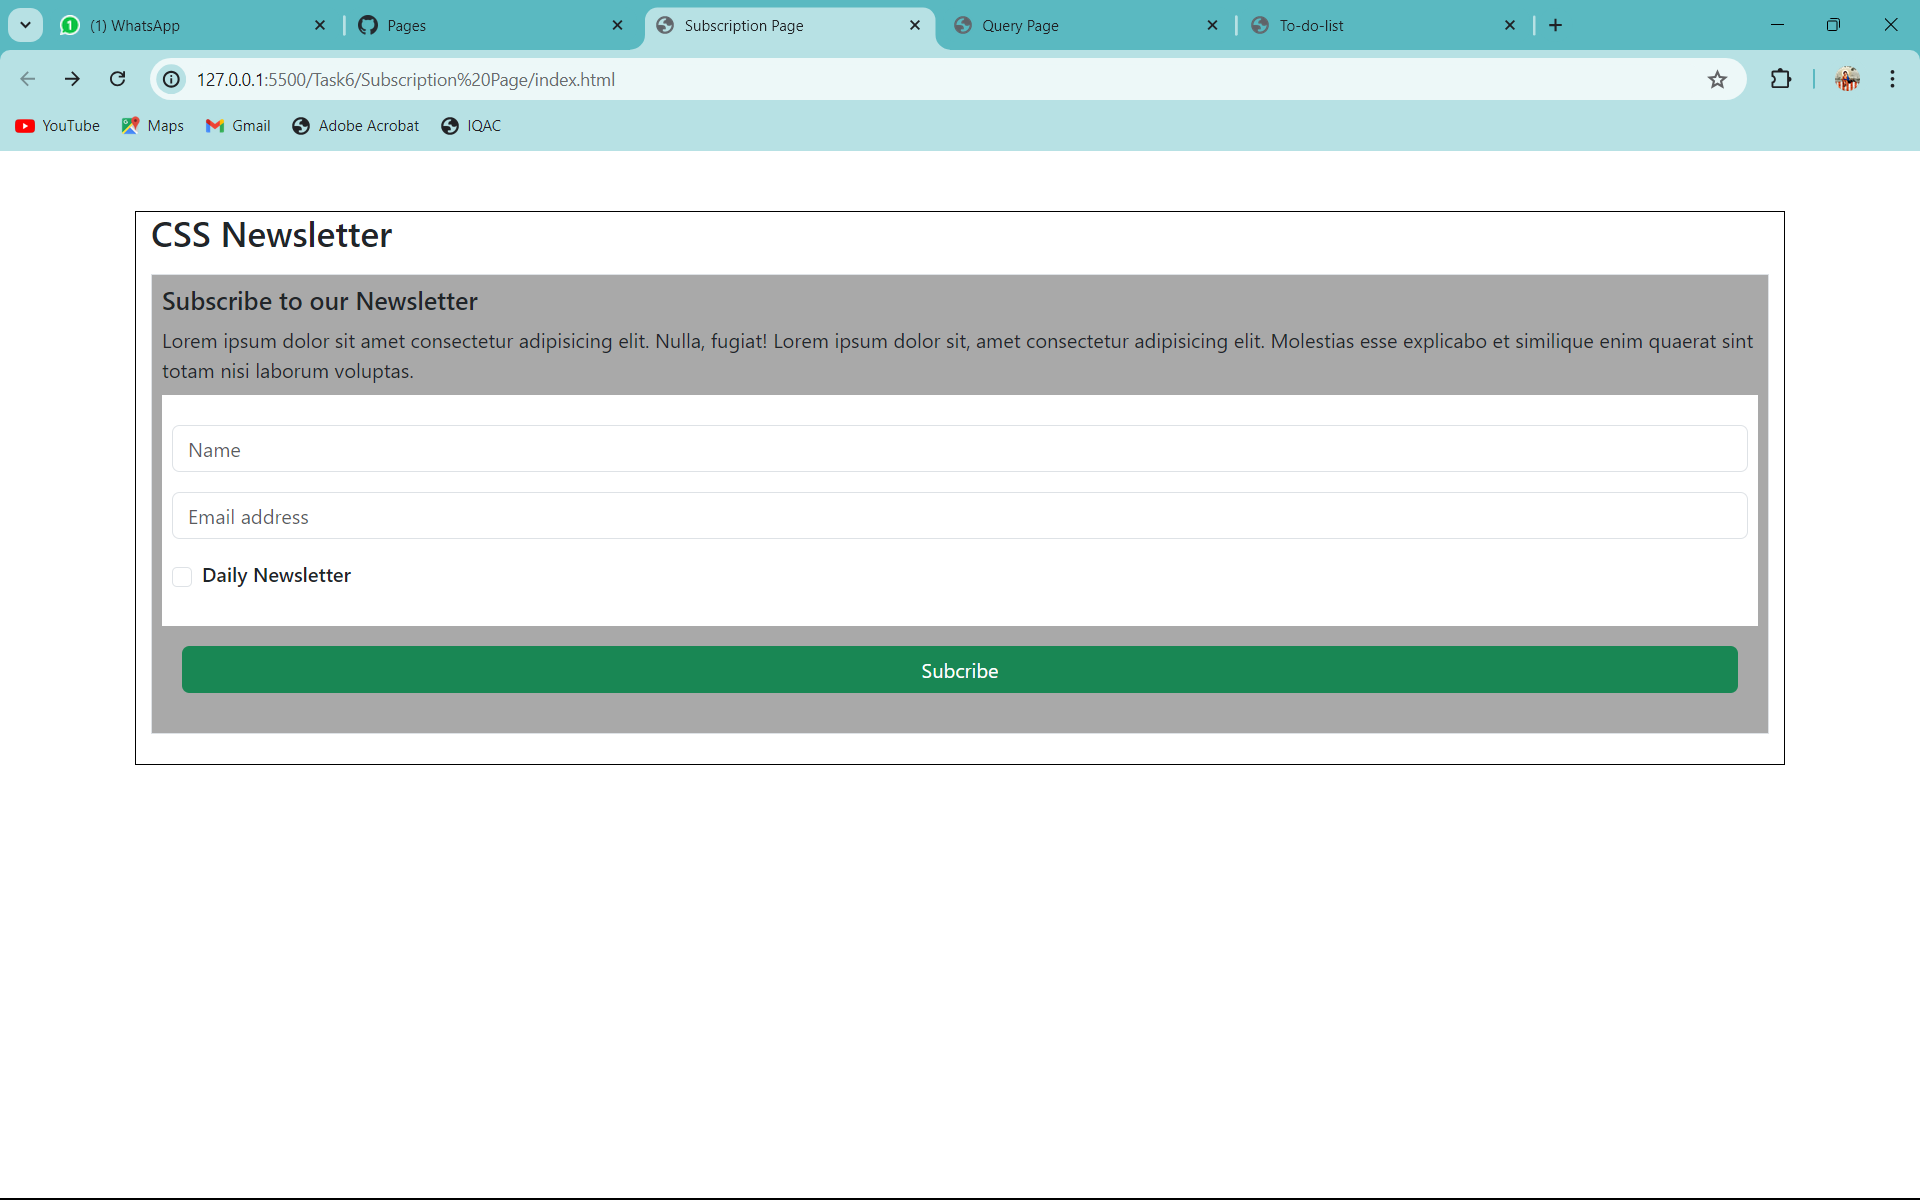 1
(1) WhatsApp
Pages
Subscription Page
Query Page
To-do-list
127.0.0.1:5500/Task6/Subscription%20Page/index.html
YouTube
Maps
Gmail
Adobe Acrobat
IQAC
CSS Newsletter
Subscribe to our Newsletter
Lorem ipsum dolor sit amet consectetur adipisicing elit. Nulla, fugiat! Lorem ipsum dolor sit, amet consectetur adipisicing elit. Molestias esse explicabo et similique enim quaerat sint
totam nisi laborum voluptas.
Name
Email address
Daily Newsletter
Subcribe